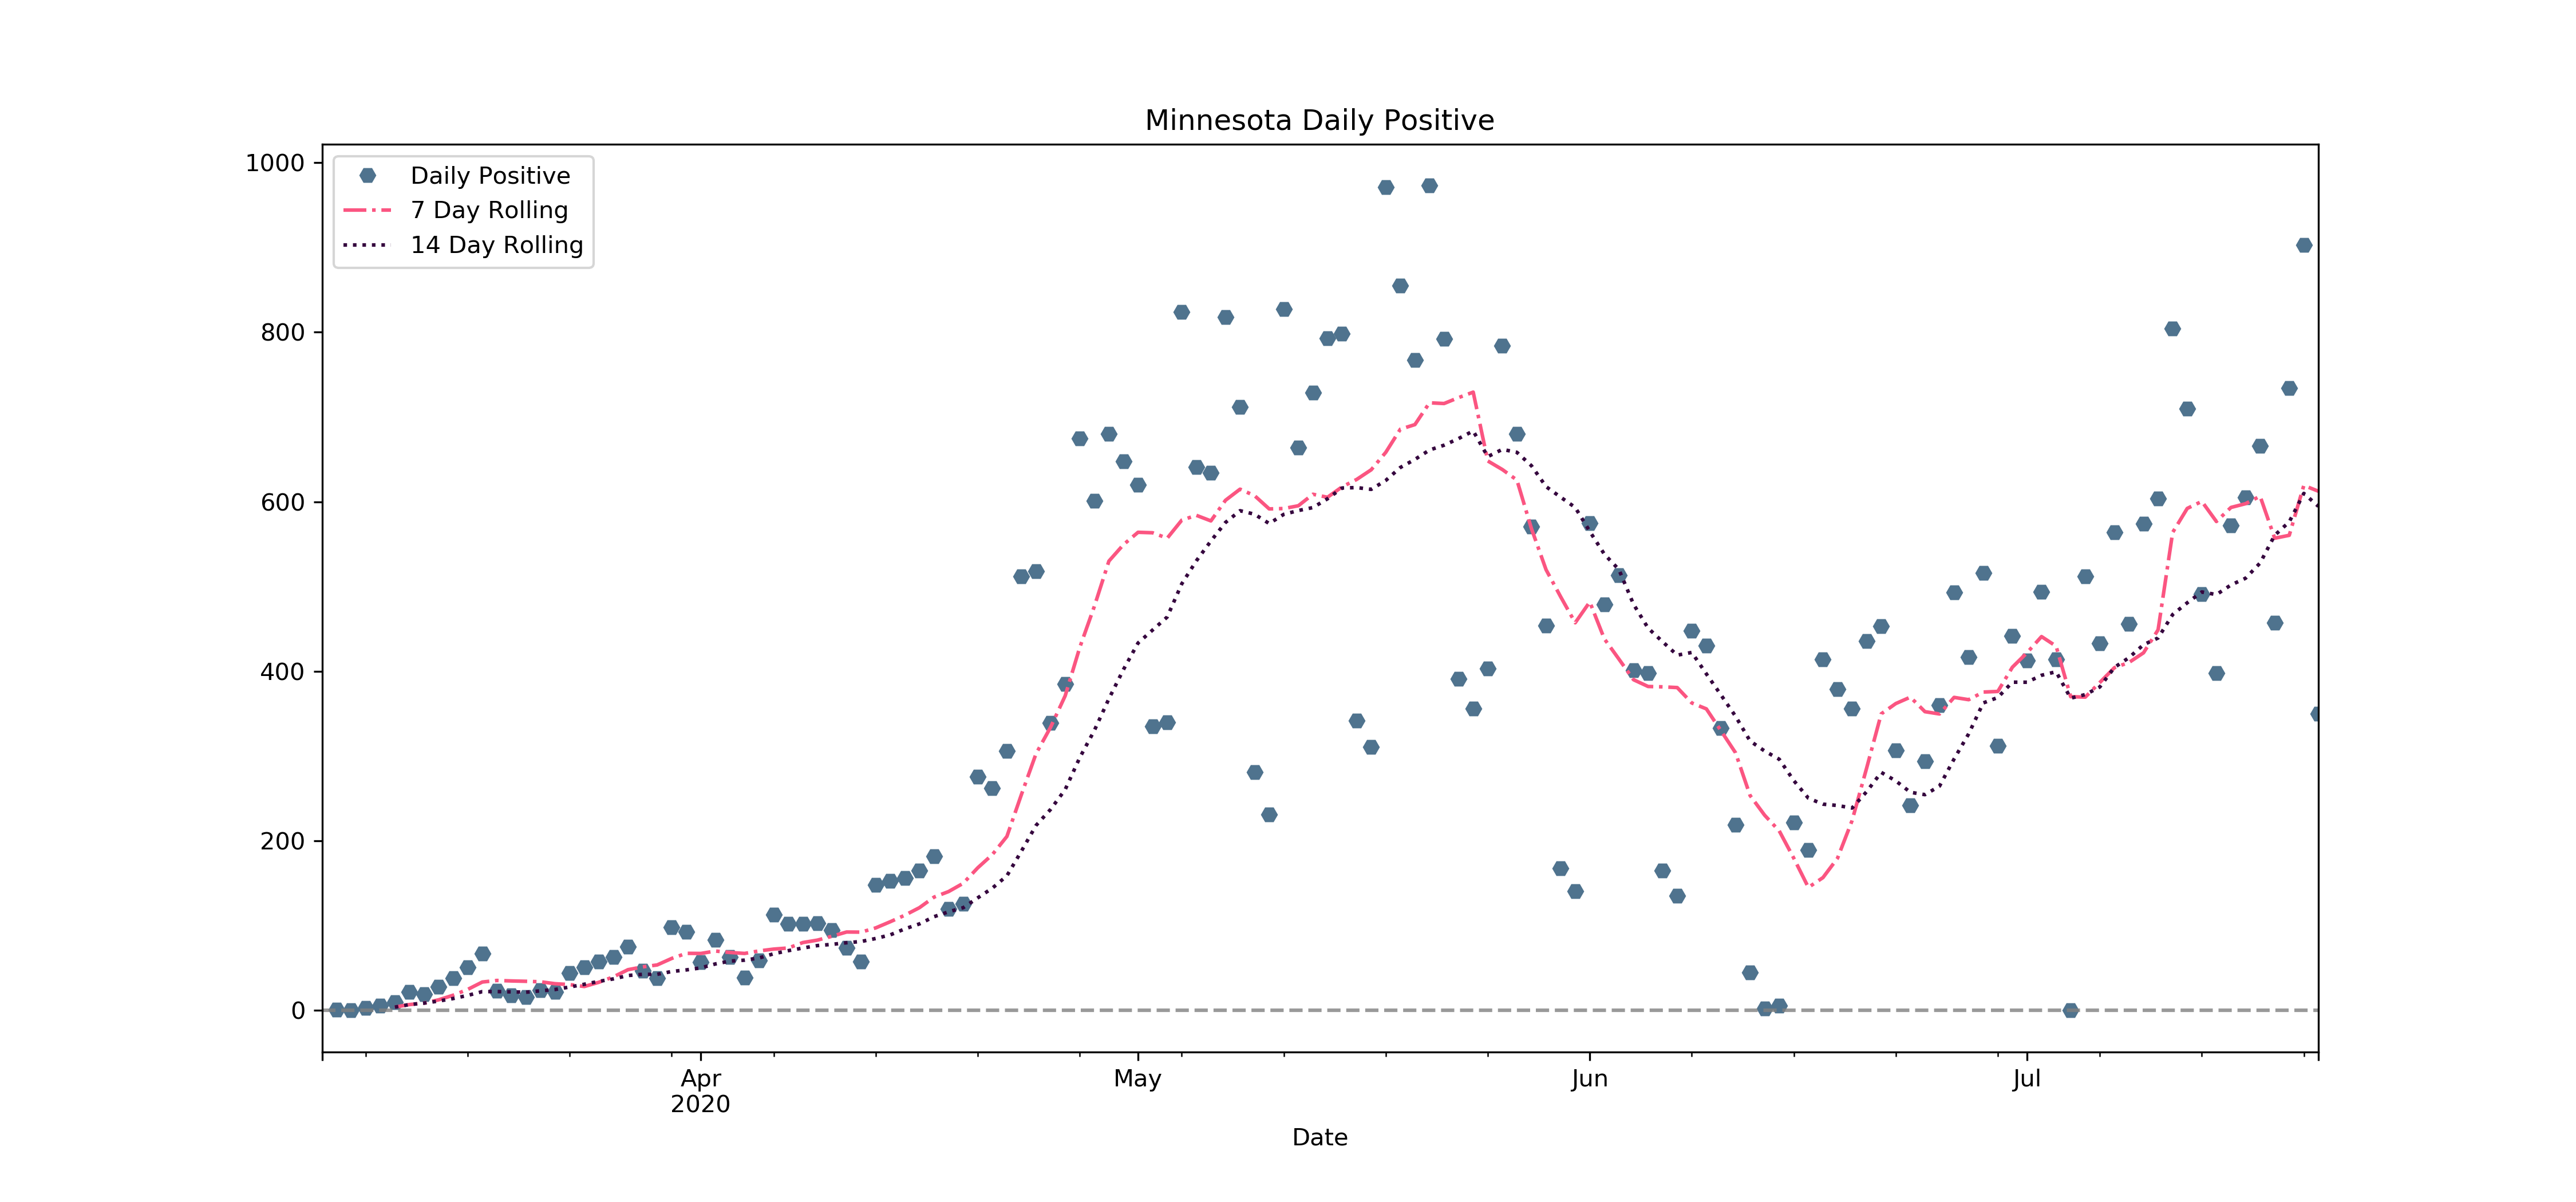 Minnesota Daily Positive
1000
800
600
400
200
0
Daily Positive
7 Day Rolling
14 Day Rolling
Apr
2020
May
Jun
Jul
Date